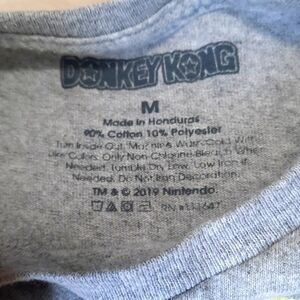 DONKEY KONG
M
Made in Honduras
90% Cotton 10% Polyester
Turn Inside Out. Machine Wash Cold With
Like Colors. Only Non-Chlorine Bleach When
Needed. Tumble Dry Low. Low Iron if
Needed. Do Not Iron Decoration.
TM & © 2019 Nintendo.